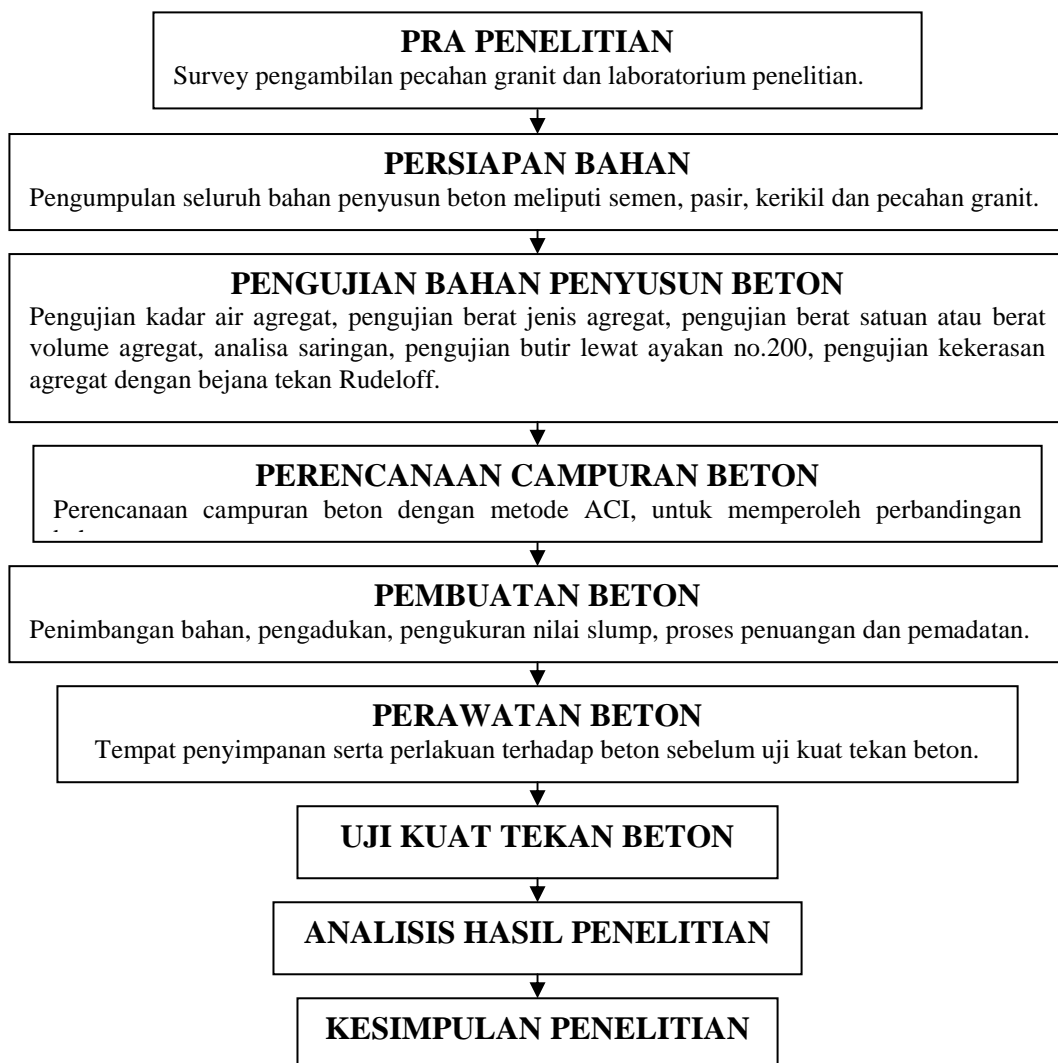 PRA PENELITIAN
Survey pengambilan pecahan granit dan laboratorium penelitian.
PERSIAPAN BAHAN
Pengumpulan seluruh bahan penyusun beton meliputi semen, pasir, kerikil dan pecahan granit.
PENGUJIAN BAHAN PENYUSUN BETON
Pengujian kadar air agregat, pengujian berat jenis agregat, pengujian berat satuan atau berat
volume agregat, analisa saringan, pengujian butir lewat ayakan no.200, pengujian kekerasan
agregat dengan bejana tekan Rudeloff.
PERENCANAAN CAMPURAN BETON
Perencanaan campuran beton dengan metode ACI, untuk memperoleh perbandingan
PEMBUATAN BETON
Penimbangan bahan, pengadukan, pengukuran nilai slump, proses penuangan dan pemadatan.
PERAWATAN BETON
Tempat penyimpanan serta perlakuan terhadap beton sebelum uji kuat tekan beton.
UJI KUAT TEKAN BETON
ANALISIS HASIL PENELITIAN
KESIMPULAN PENELITIAN